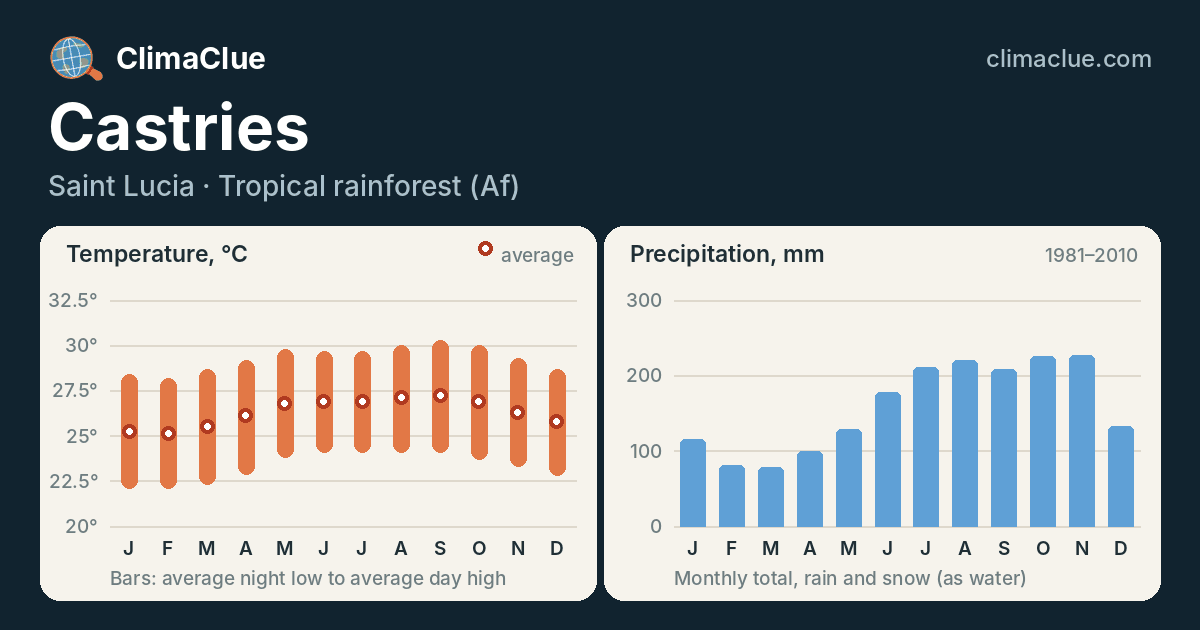 ClimaClue
climaclue.com
Castries
Saint Lucia · Tropical rainforest (Af)
Temperature, °C
average
32.5°
30°
27.5°
25°
22.5°
20°
J F M A M J J A S O N D
Bars: average night low to average day high
Precipitation, mm
1981–2010
300
200
100
0
J F M A M J J A S O N D
Monthly total, rain and snow (as water)